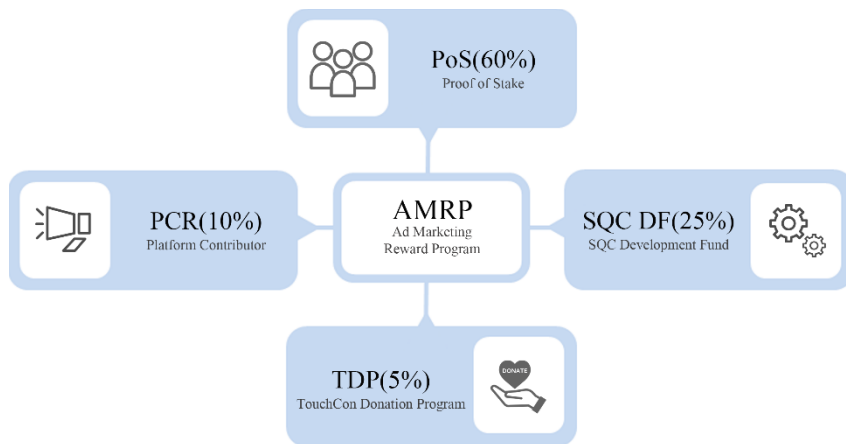 PoS(60%)
Proof of Stake
PCR(10%)
Platform Contributor
AMRP
Ad Marketing
Reward Program
SQC DF(25%)
SQC Development Fund
TDP(5%)
TouchCon Donation Program
DONATE